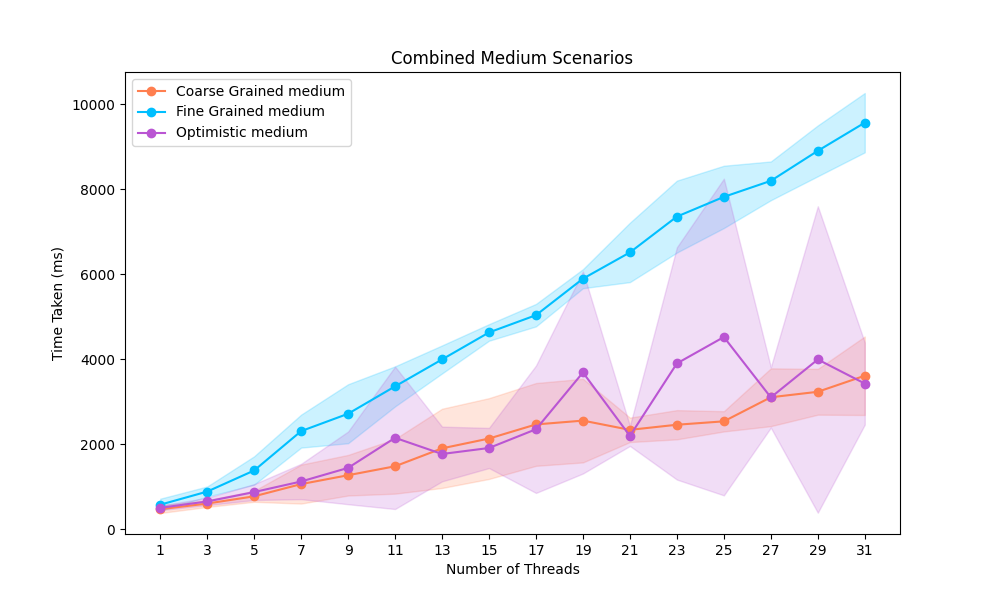 Combined Medium Scenarios
Coarse Grained medium
Fine Grained medium
Optimistic medium
Time Taken (ms)
10000
8000
6000
4000
2000
0
1 3 5 7 9 11 13 15 17 19 21 23 25 27 29 31
Number of Threads